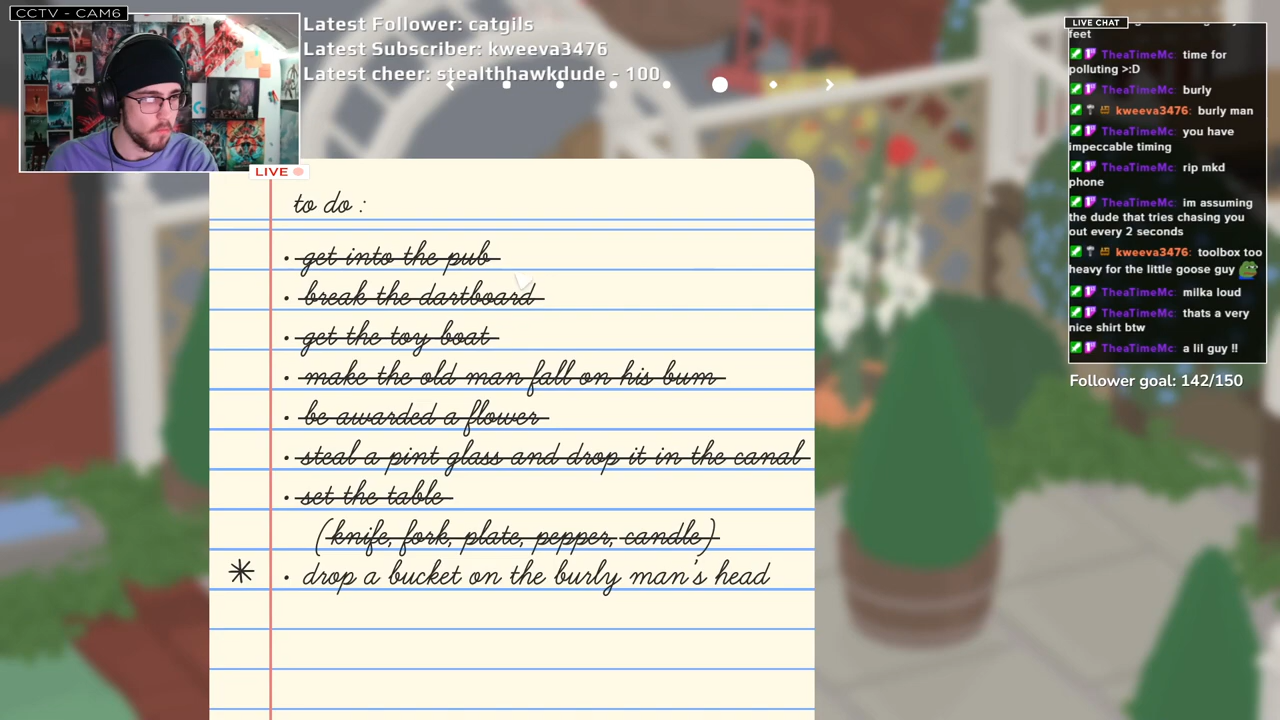 CCTV - CAM6
Latest Follower: catgils
Latest Subscriber: kweeva3476
Latest cheer: stealthhawkdude - 100
LIVE
to do :
• get into the pub
• break the dartboard
• get the toy boat
• make the old man fall on his bum
• be awarded a flower
• steal a pint glass and drop it in the canal
• set the table
(knife, fork, plate, pepper, candle)
• drop a bucket on the burly man's head
LIVE CHAT
feet
TheaTimeMc: time for
polluting >:D
TheaTimeMc: burly
kweeva3476: burly man
TheaTimeMc: you have
impeccable timing
TheaTimeMc: rip mkd
phone
TheaTimeMc: im assuming
the dude that tries chasing you
out every 2 seconds
kweeva3476: toolbox too
heavy for the little goose guy
TheaTimeMc: milka loud
TheaTimeMc: thats a very
nice shirt btw
TheaTimeMc: a lil guy !!
Follower goal: 142/150